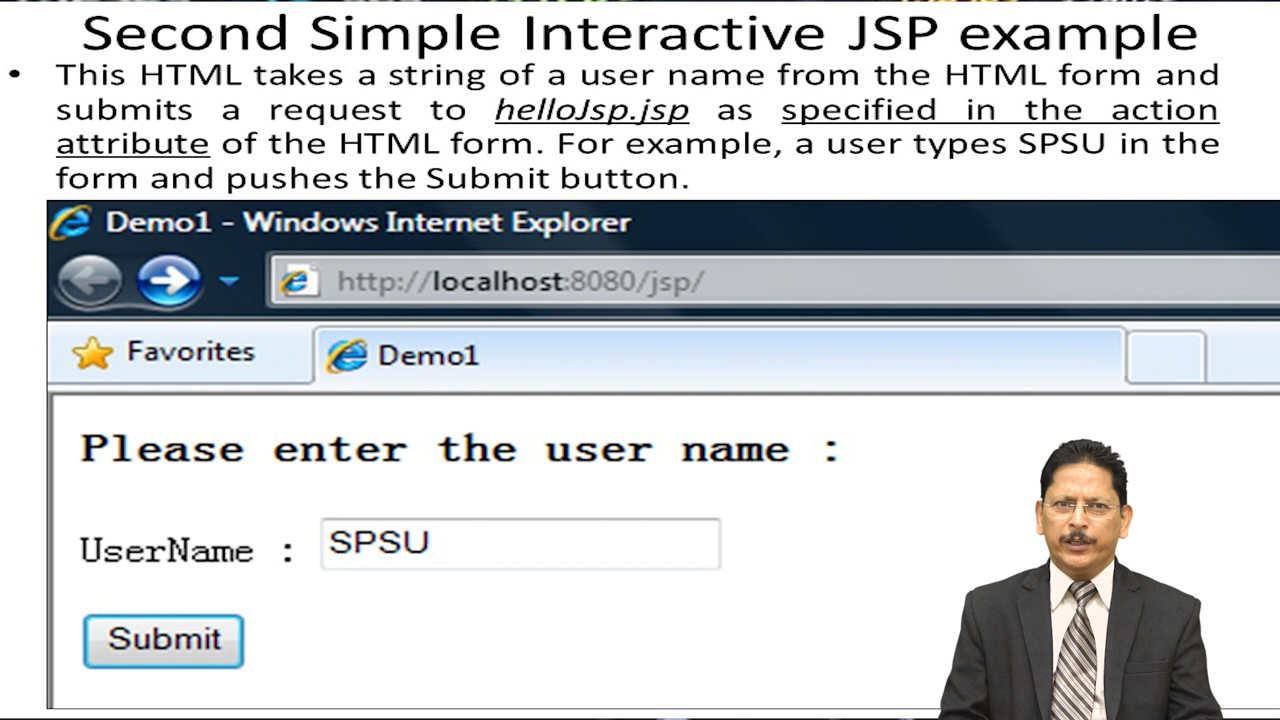 Second Simple Interactive JSP example
• This HTML takes a string of a user name from the HTML form and
submits a request to helloJsp.jsp as specified in the action
attribute of the HTML form. For example, a user types SPSU in the
form and pushes the Submit button.
Demo1 - Windows Internet Explorer
http://localhost:8080/jsp/
Favorites
Demo1
Please enter the user name :
UserName : SPSU
Submit